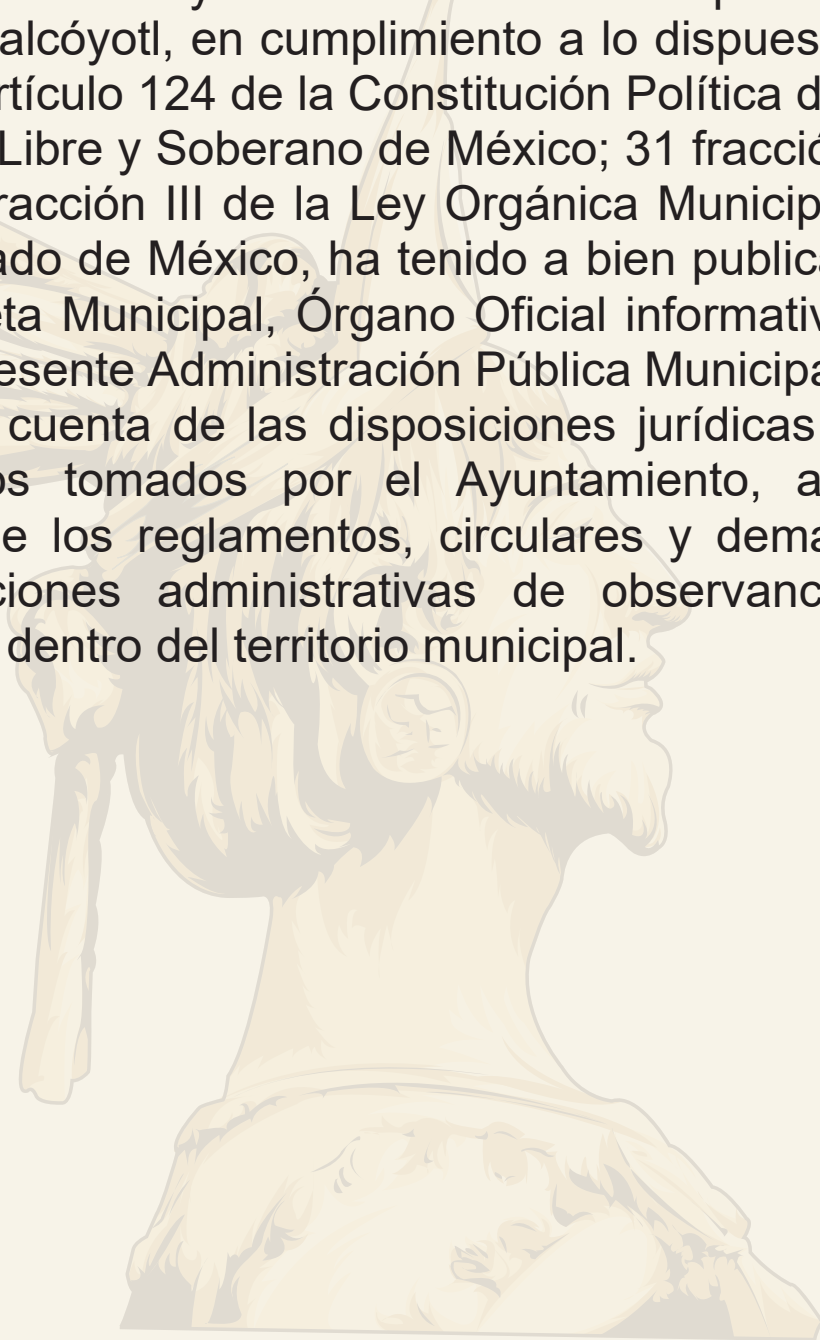 alcóyotl, en cumplimiento a lo dispues
rtículo 124 de la Constitución Política d
Libre y Soberano de México; 31 fracció
racción III de la Ley Orgánica Municip
ado de México, ha tenido a bien publica
eta Municipal, Órgano Oficial informativ
esente Administración Pública Municipa
cuenta de las disposiciones jurídicas
os tomados por el Ayuntamiento, a
e los reglamentos, circulares y demá
ciones administrativas de observanc
dentro del territorio municipal.